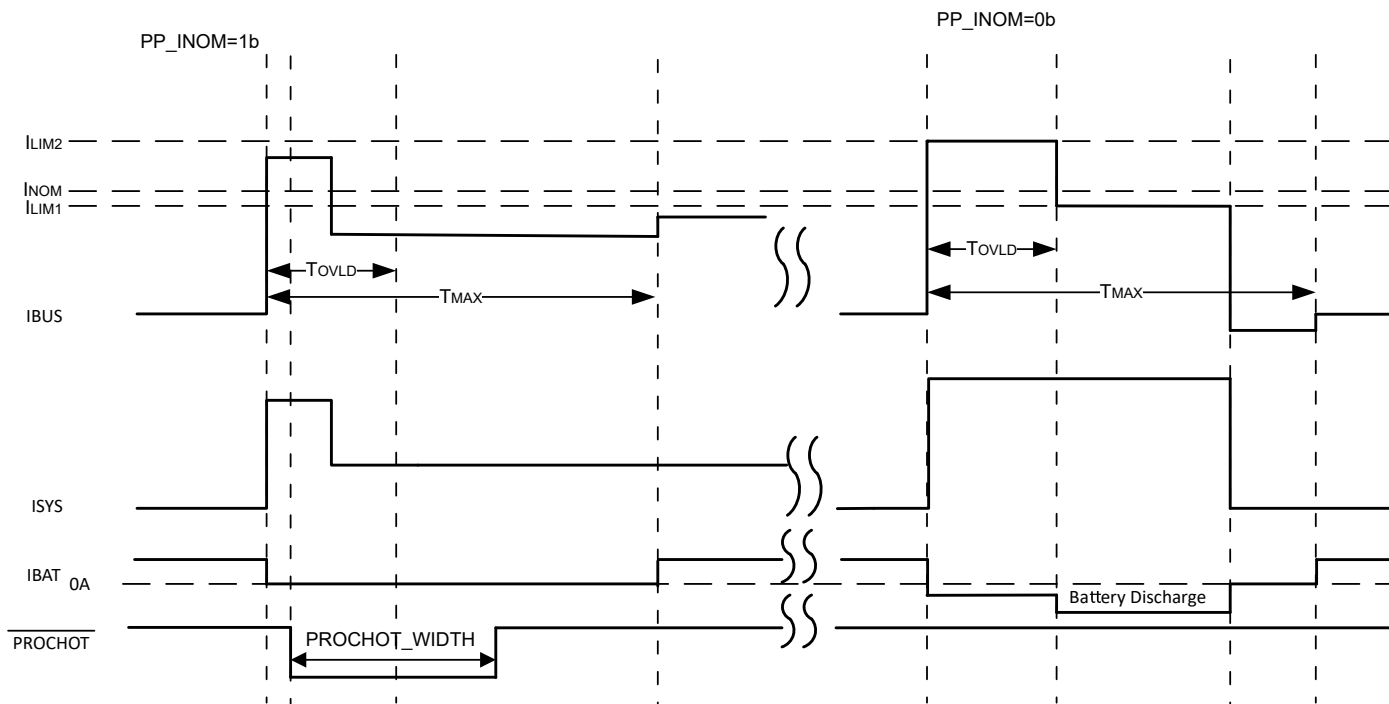 PP_INOM=0b
PP_INOM=1b
ILIM2
INOM
ILIM1
TOVLD
TOVLD
TMAX
TMAX
IBUS
ISYS
IBAT 0A
Battery Discharge
PROCHOT
PROCHOT_WIDTH